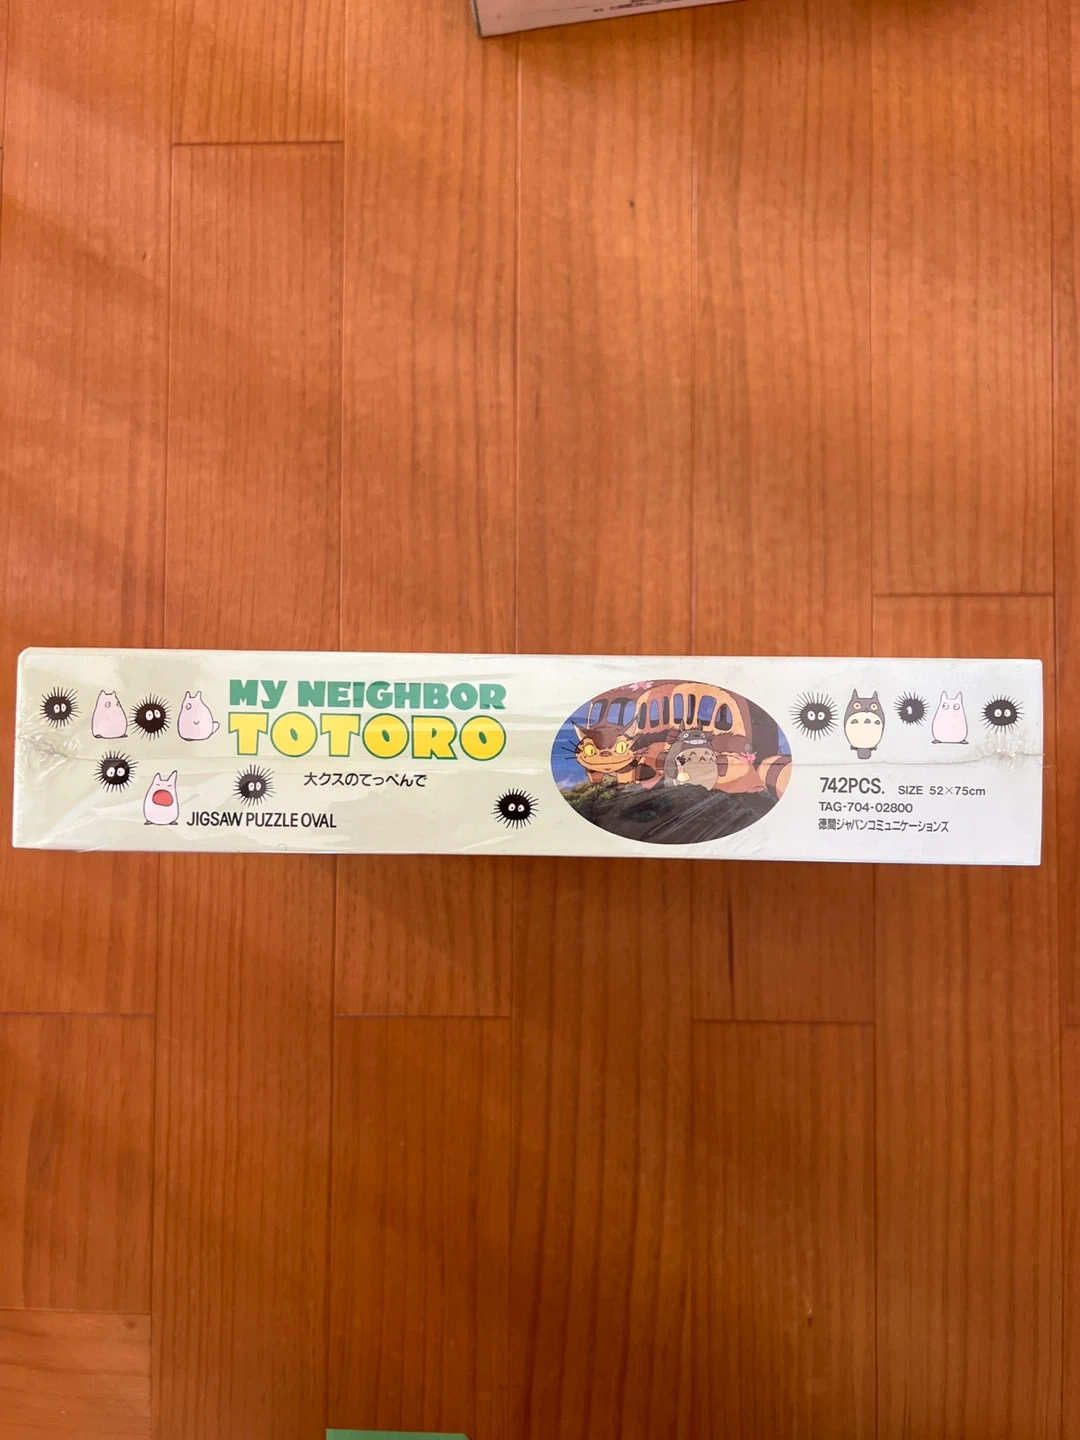 MY NEIGHBOR
TOTORO
大クスのてっぺんで
JIGSAW PUZZLE OVAL
742PCS. SIZE 52×75cm
TAG-704-02800
徳間ジャパンコミュニケーションズ